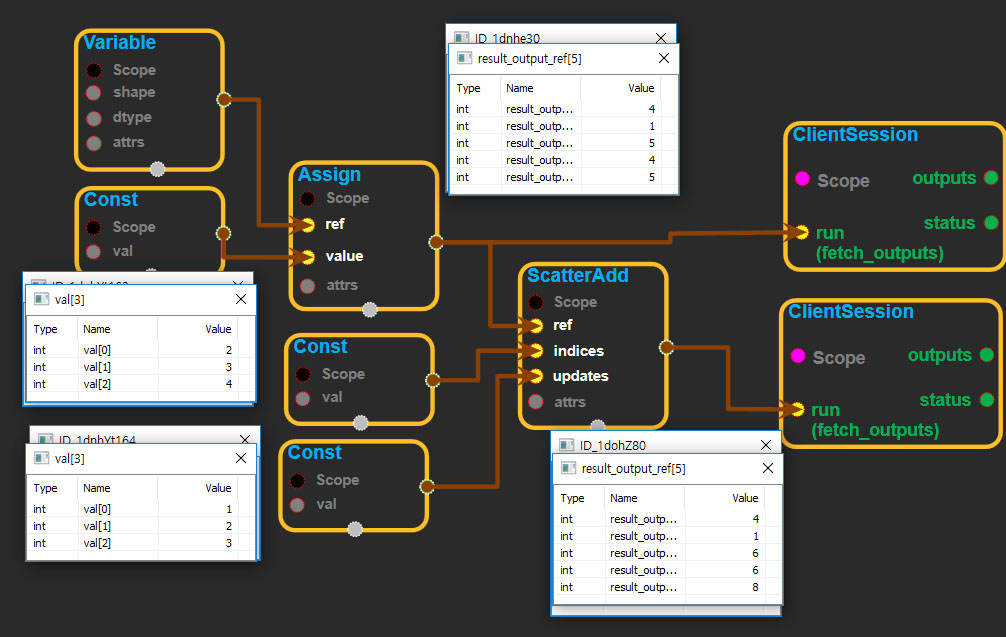 Variable
Scope
shape
dtype
attrs
Const
Scope
val
Assign
Scope
ref
value
attrs
ID_1dnhe30
result_output_ref[5]
Type Name Value
int result_outp... 4
int result_outp... 1
int result_outp... 5
int result_outp... 4
int result_outp... 5
ClientSession
Scope outputs
status
run
(fetch_outputs)
ScatterAdd
Scope
ref
indices
updates
attrs
ClientSession
Scope outputs
status
run
(fetch_outputs)
val[3]
Type Name Value
int val[0] 2
int val[1] 3
int val[2] 4
Const
Scope
val
ID_1dnhYt164
val[3]
Type Name Value
int val[0] 1
int val[1] 2
int val[2] 3
Const
Scope
val
ID_1dohZ80
result_output_ref[5]
Type Name Value
int result_outp... 4
int result_outp... 1
int result_outp... 6
int result_outp... 6
int result_outp... 8